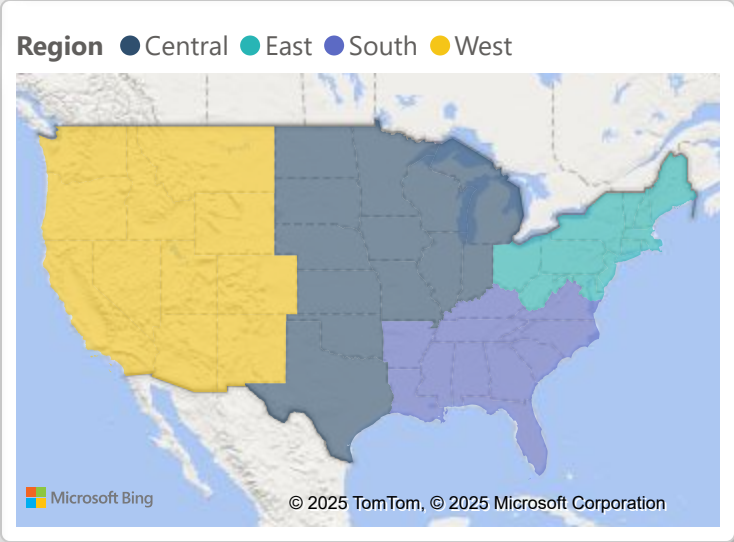 Region Central East South West
Microsoft Bing
© 2025 TomTom, © 2025 Microsoft Corporation